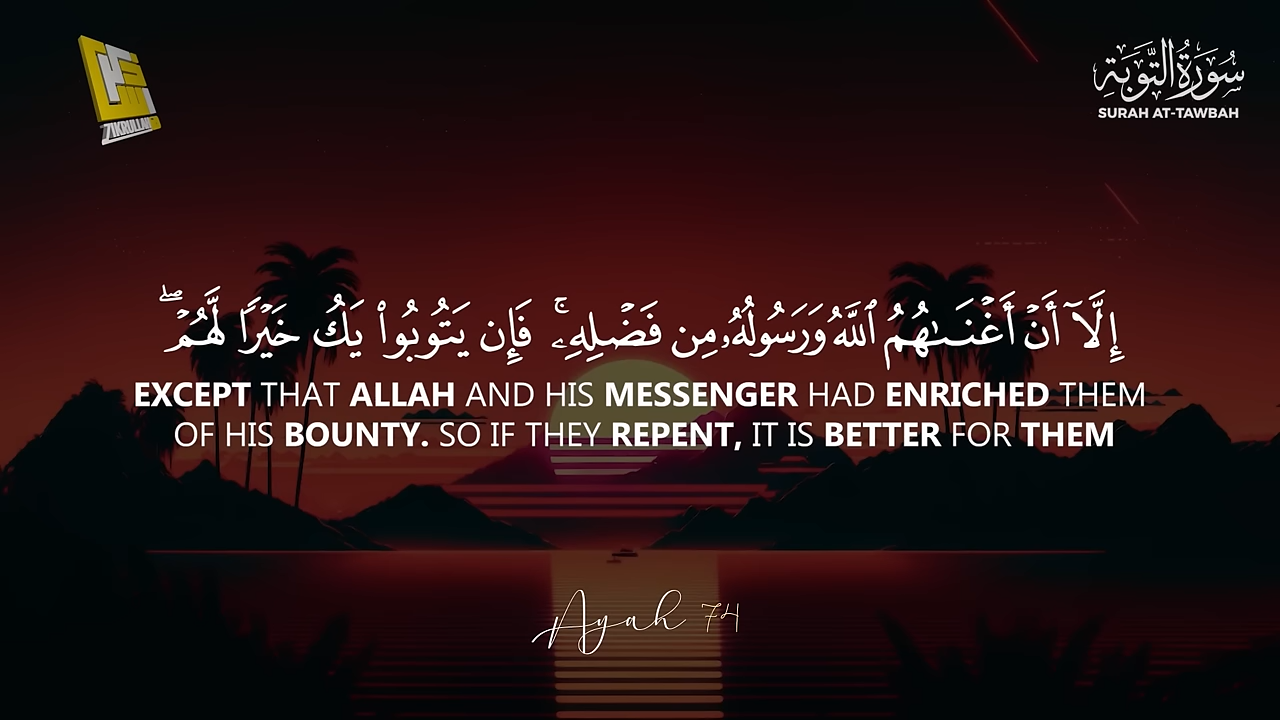 ZIKRULLAH
سُورَةُ التَّوْبَةِ
SURAH AT-TAWBAH
إِلَّآ أَنْ أَغْنَىٰهُمُ ٱللَّهُ وَرَسُولُهُۥ مِن فَضْلِهِۦ ۚ فَإِن يَتُوبُوا۟ يَكُ خَيْرًا لَّهُمْ ۖ
EXCEPT THAT ALLAH AND HIS MESSENGER HAD ENRICHED THEM
OF HIS BOUNTY. SO IF THEY REPENT, IT IS BETTER FOR THEM
Ayah 74